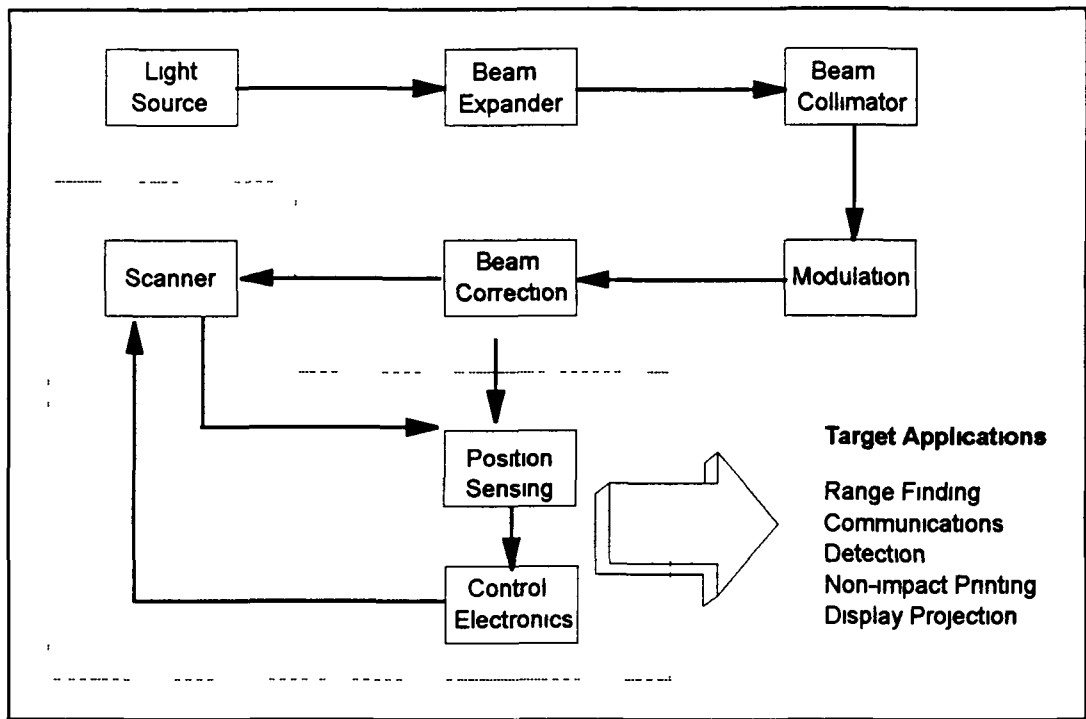 Light
Source
Beam
Expander
Beam
Collimator
Scanner
Beam
Correction
Modulation
Position
Sensing
Control
Electronics
Target Applications
Range Finding
Communications
Detection
Non-impact Printing
Display Projection